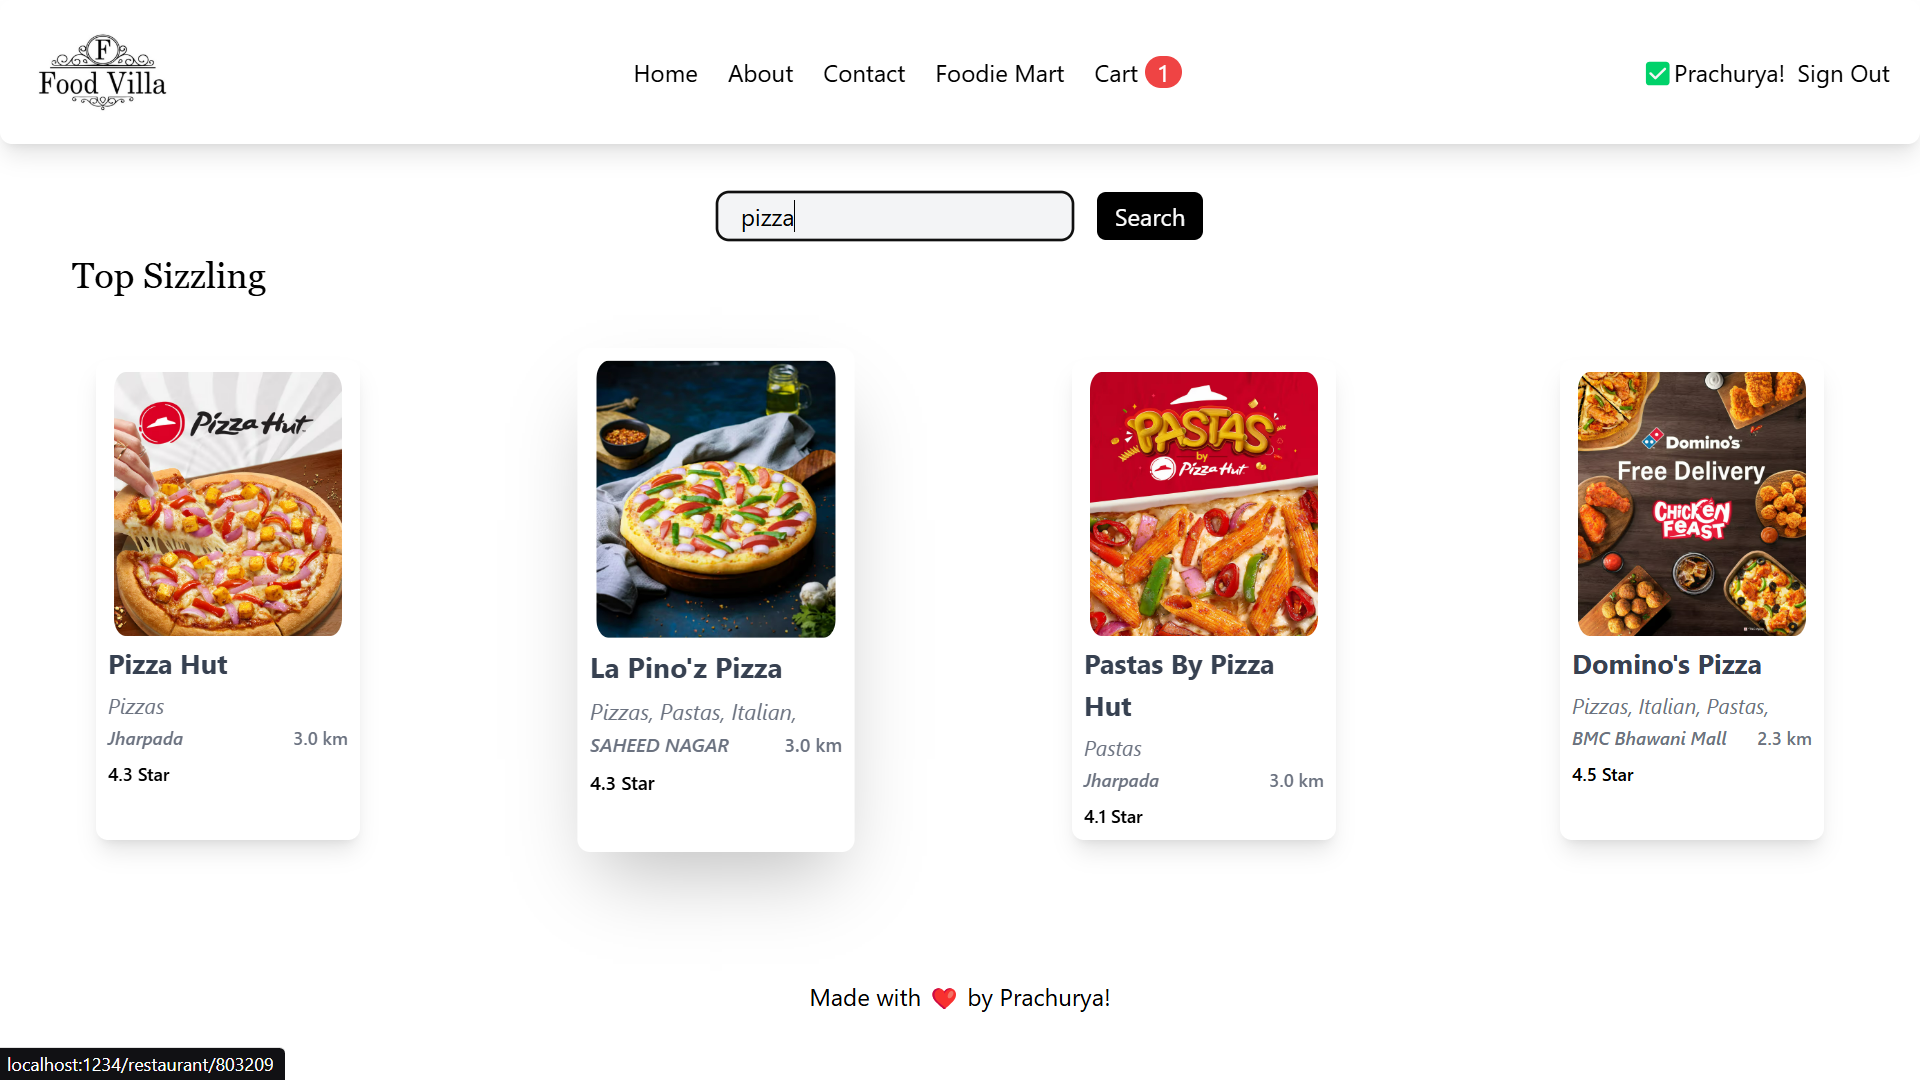 F
Food Villa
Home
About
Contact
Foodie Mart
Cart 1
Prachurya!
Sign Out
pizza
Search
Top Sizzling
Pizza Hut
Pizza Hut
Pizzas
Jharpada
3.0 km
4.3 Star
La Pino'z Pizza
Pizzas, Pastas, Italian,
SAHEED NAGAR
3.0 km
4.3 Star
PASTAS
by
Pizza Hut
Pastas By Pizza
Hut
Pastas
Jharpada
3.0 km
4.1 Star
Domino's
Free Delivery
CHICKEN
FEAST
Domino's Pizza
Pizzas, Italian, Pastas,
BMC Bhawani Mall
2.3 km
4.5 Star
Made with ❤️ by Prachurya!
localhost:1234/restaurant/803209